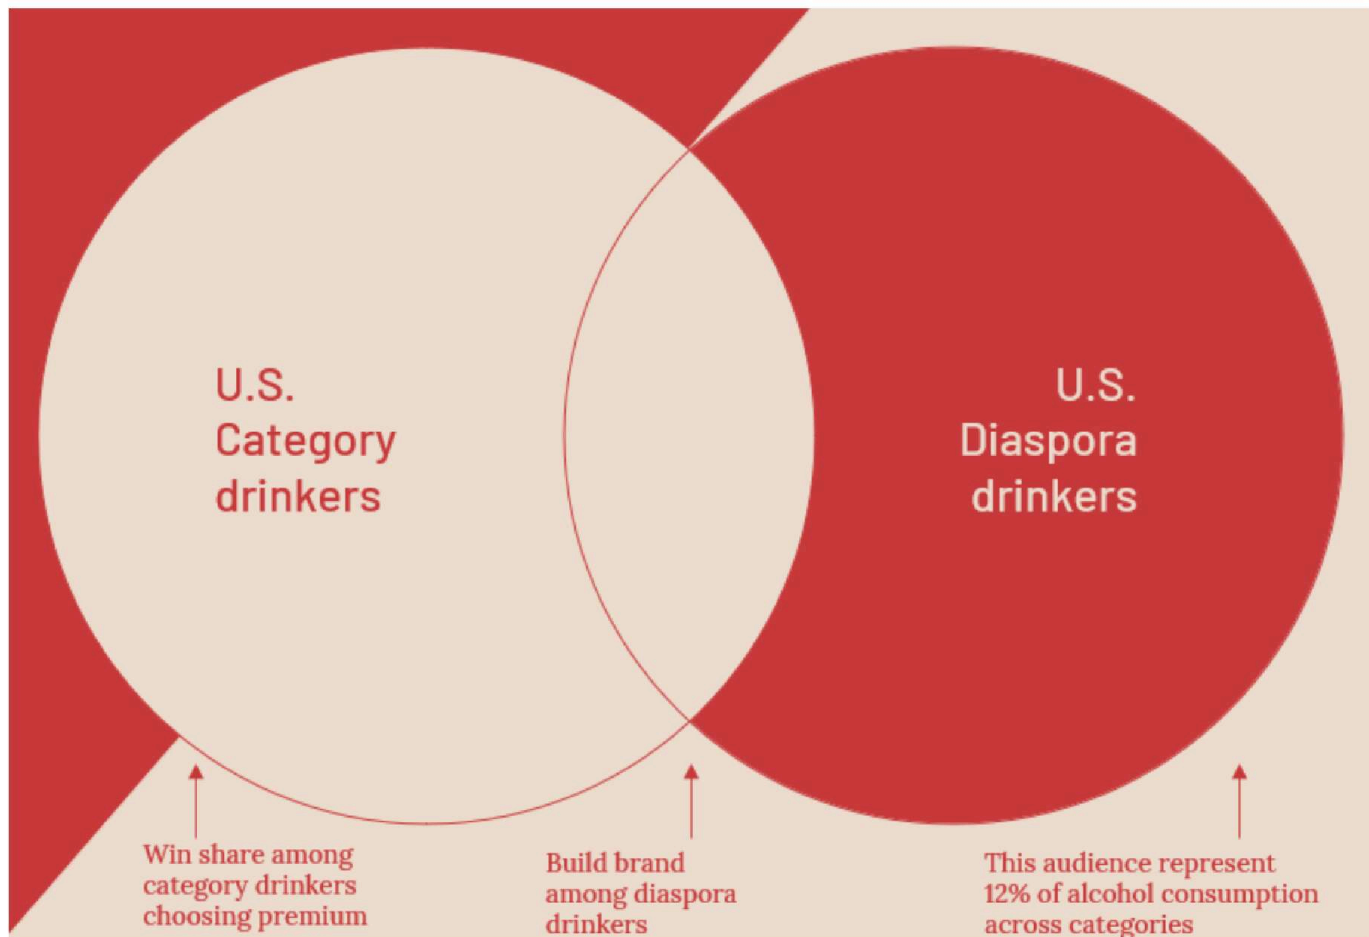 U.S.
Category
drinkers
U.S.
Diaspora
drinkers
Win share among
category drinkers
choosing premium
Build brand
among diaspora
drinkers
This audience represent
12% of alcohol consumption
across categories